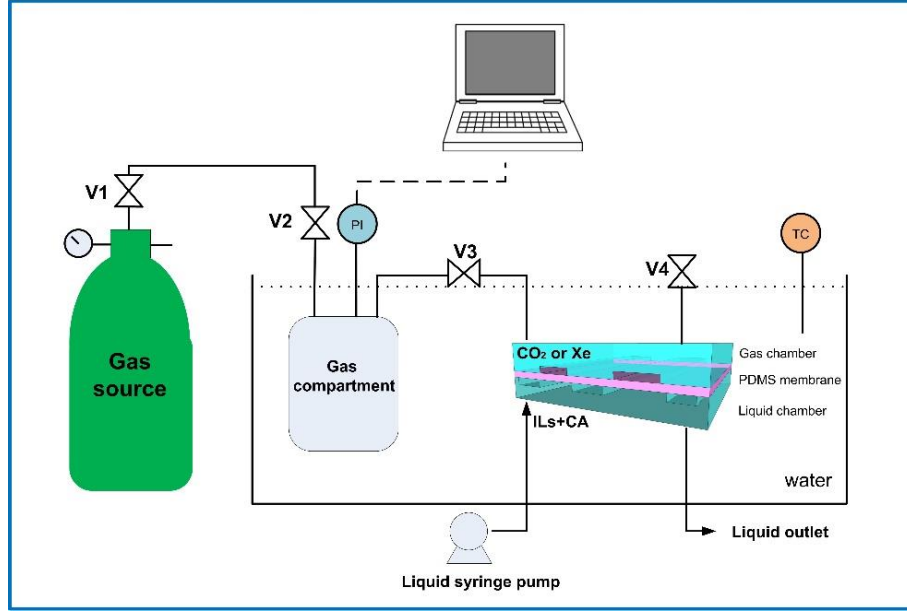 V1
V2
PI
V3
V4
TC
Gas
source
Gas
compartment
CO₂ or Xe
Gas chamber
PDMS membrane
Liquid chamber
ILs+CA
water
Liquid outlet
Liquid syringe pump